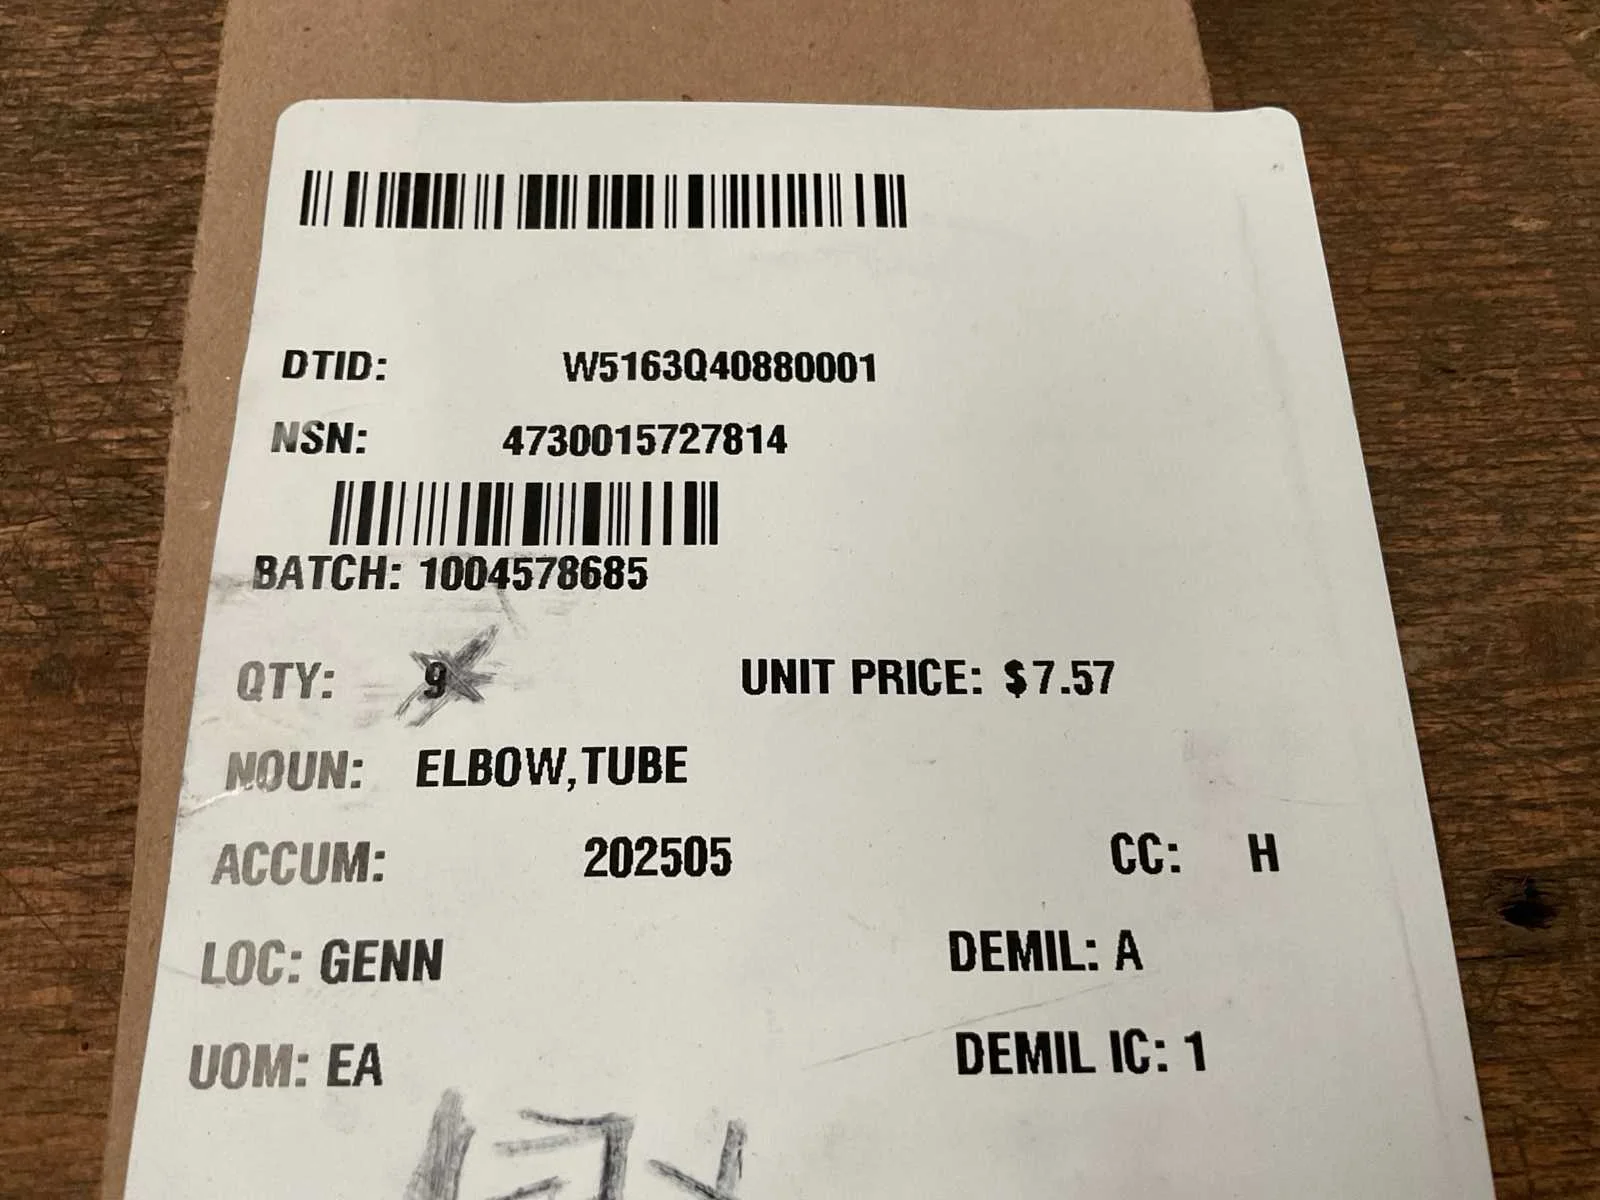 DTID: W5163Q40880001
NSN: 4730015727814
BATCH: 1004578685
QTY: 9 UNIT PRICE: $7.57
NOUN: ELBOW,TUBE
ACCUM: 202505 CC: H
LOC: GENN DEMIL: A
UOM: EA DEMIL IC: 1